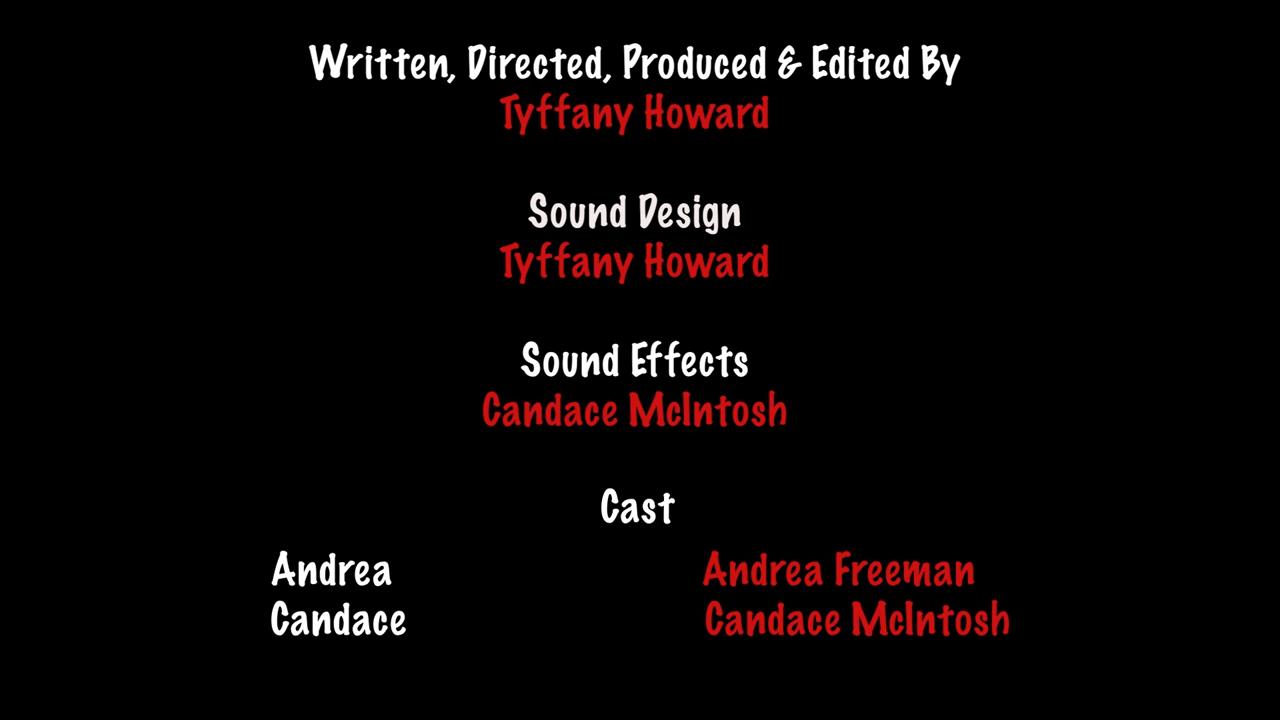 Written, Directed, Produced & Edited By
Tyffany Howard
Sound Design
Tyffany Howard
Sound Effects
Candace McIntosh
Cast
Andrea Andrea Freeman
Candace Candace McIntosh